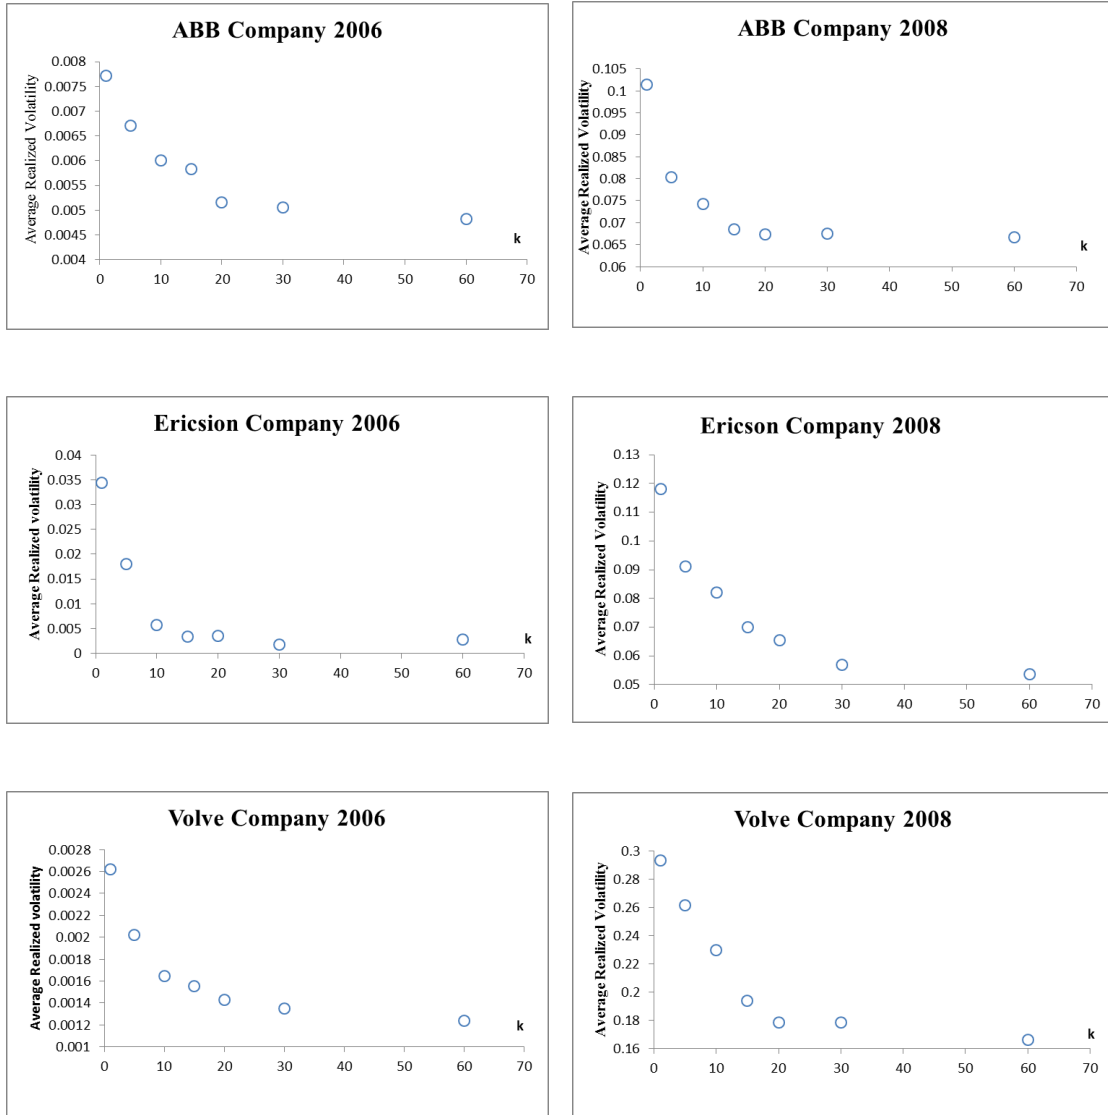 ABB Company 2006
Average Realized Volatility
0.008
0.0075
0.007
0.0065
0.006
0.0055
0.005
0.0045
0.004
0 10 20 30 40 50 60 70
k
ABB Company 2008
Average Realized Volatility
0.105
0.1
0.095
0.09
0.085
0.08
0.075
0.07
0.065
0.06
0 10 20 30 40 50 60 70
k
Ericsion Company 2006
Average Realized volatility
0.04
0.035
0.03
0.025
0.02
0.015
0.01
0.005
0
0 10 20 30 40 50 60 70
k
Ericson Company 2008
Average Realized Volatility
0.13
0.12
0.11
0.1
0.09
0.08
0.07
0.06
0.05
0 10 20 30 40 50 60 70
Volve Company 2006
Average Realized volatility
0.0028
0.0026
0.0024
0.0022
0.002
0.0018
0.0016
0.0014
0.0012
0.001
0 10 20 30 40 50 60 70
k
Volve Company 2008
Average Realized Volatility
0.3
0.28
0.26
0.24
0.22
0.2
0.18
0.16
0 10 20 30 40 50 60 70
k